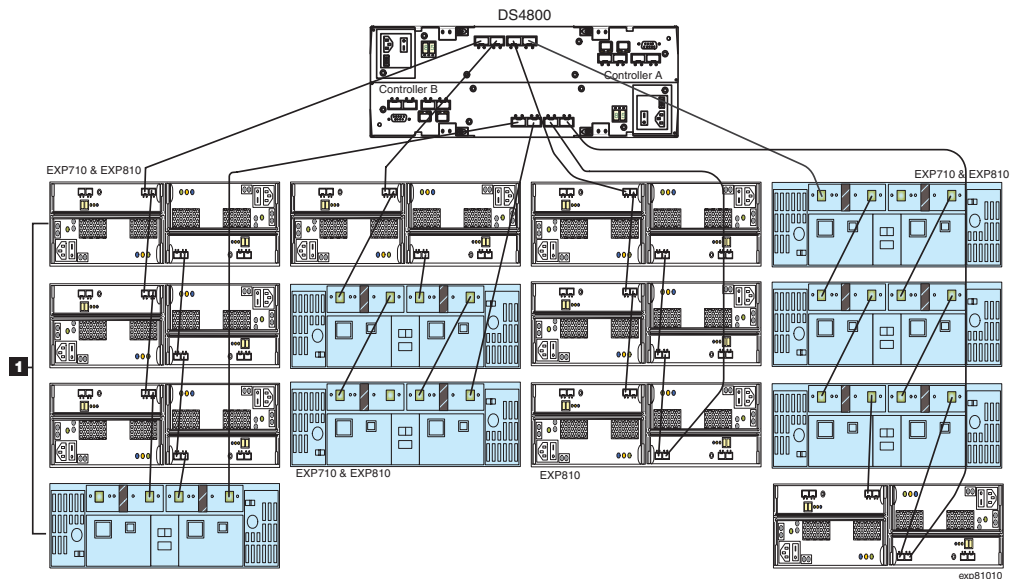 DS4800
Controller A
Controller B
EXP710 & EXP810
EXP710 & EXP810
1
EXP710 & EXP810
EXP810
exp81010